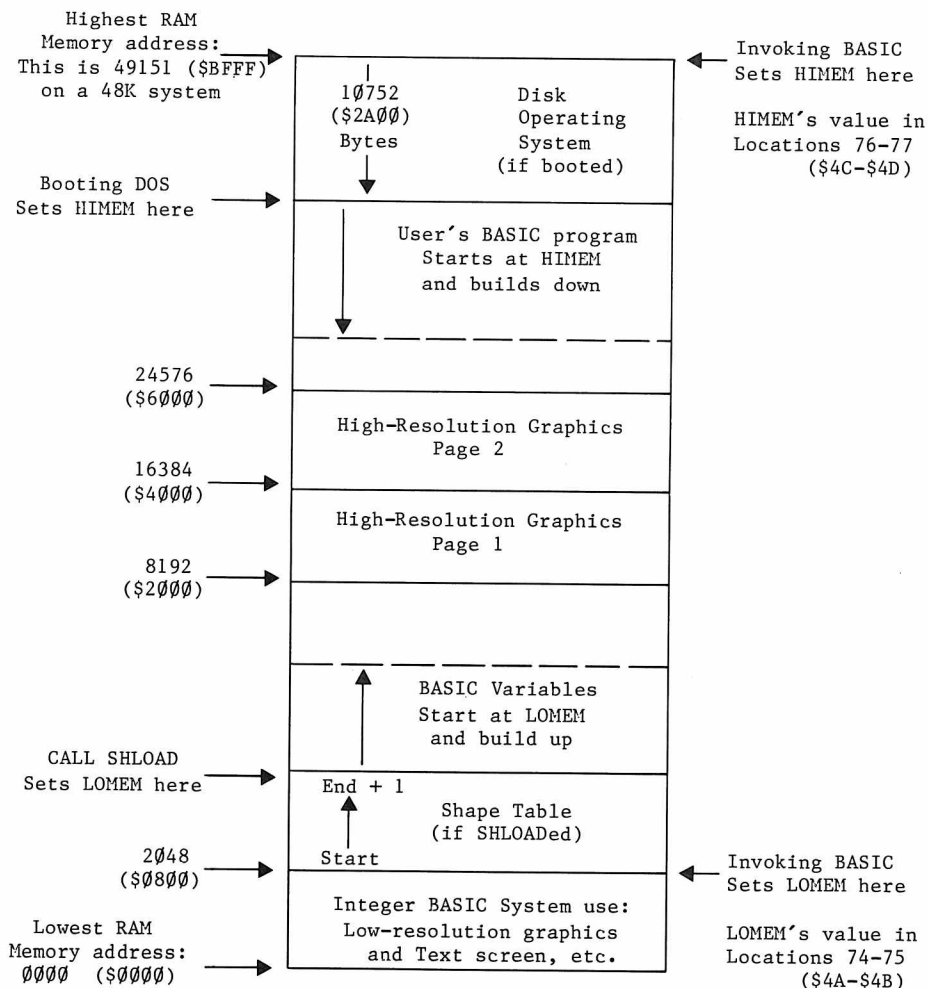 Highest RAM
Memory address:
This is 49151 ($BFFF)
on a 48K system
Invoking BASIC
Sets HIMEM here
1Ø752
($2AØØ)
Bytes
Disk
Operating
System
(if booted)
HIMEM's value in
Locations 76-77
($4C-$4D)
Booting DOS
Sets HIMEM here
User's BASIC program
Starts at HIMEM
and builds down
24576
($6ØØØ)
High-Resolution Graphics
Page 2
16384
($4ØØØ)
High-Resolution Graphics
Page 1
8192
($2ØØØ)
BASIC Variables
Start at LOMEM
and build up
CALL SHLOAD
Sets LOMEM here
End + 1
Shape Table
(if SHLOADed)
Start
2Ø48
($Ø8ØØ)
Invoking BASIC
Sets LOMEM here
Integer BASIC System use:
Low-resolution graphics
and Text screen, etc.
Lowest RAM
Memory address:
ØØØØ ($ØØØØ)
LOMEM's value in
Locations 74-75
($4A-$4B)